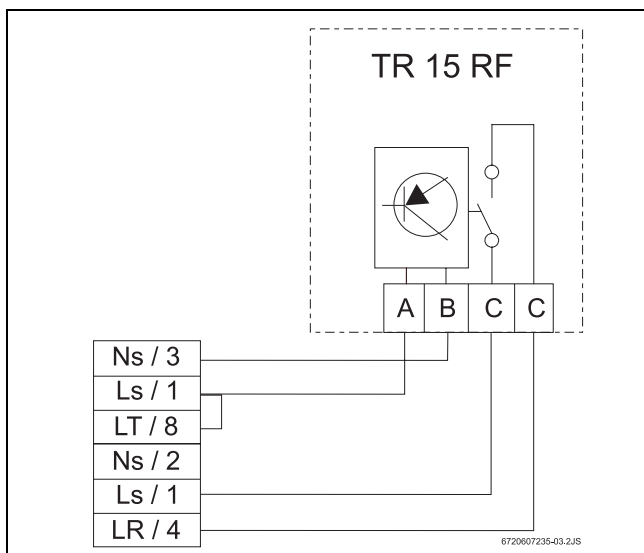 TR 15 RF
A B C C
Ns / 3
Ls / 1
LT / 8
Ns / 2
Ls / 1
LR / 4
6720607235-03.2JS